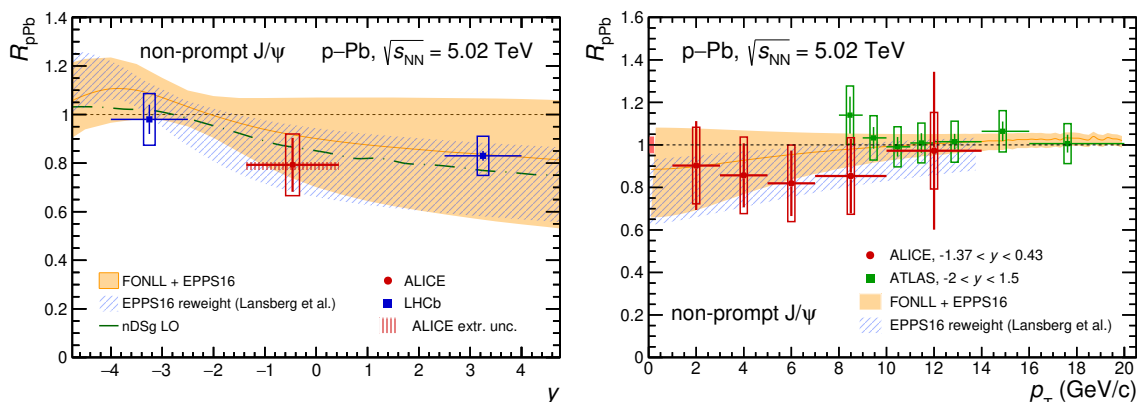 R_pPb
1.4
1.2
1
0.8
0.6
0.4
0.2
0
non-prompt J/ψ p–Pb, √s_NN = 5.02 TeV
FONLL + EPPS16
EPPS16 reweight (Lansberg et al.)
nDSg LO
ALICE
LHCb
ALICE extr. unc.
−4 −3 −2 −1 0 1 2 3 4
y
R_pPb
1.6
1.4
1.2
1
0.8
0.6
0.4
0.2
0
p–Pb, √s_NN = 5.02 TeV
ALICE, -1.37 < y < 0.43
ATLAS, -2 < y < 1.5
FONLL + EPPS16
EPPS16 reweight (Lansberg et al.)
non-prompt J/ψ
0 2 4 6 8 10 12 14 16 18 20
p_T (GeV/c)